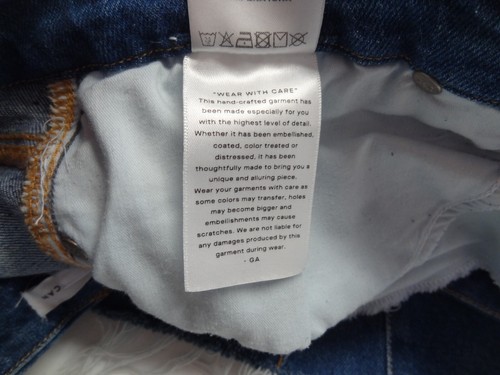 "WEAR WITH CARE"
This hand-crafted garment has
been made especially for you
with the highest level of detail.
Whether it has been embellished,
coated, color treated or
distressed, it has been
thoughtfully made to bring you a
unique and alluring piece.
Wear your garments with care as
some colors may transfer, holes
may become bigger and
embellishments may cause
scratches. We are not liable for
any damages produced by this
garment during wear.
- GA
CAR